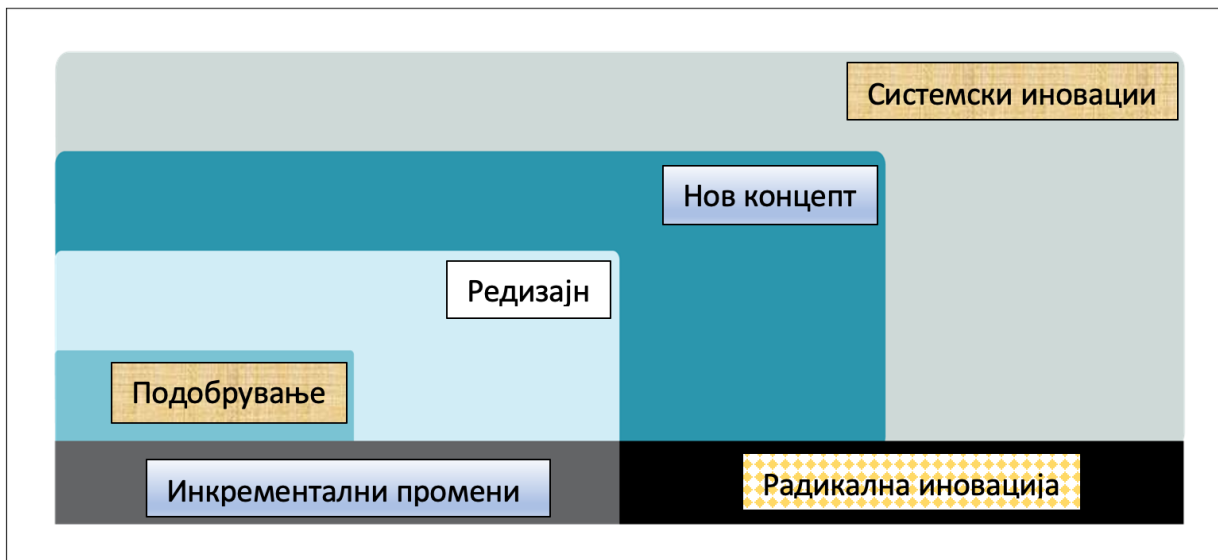 Системски иновации
Нов концепт
Редизајн
Подобрување
Инкрементални промени
Радикална иновација